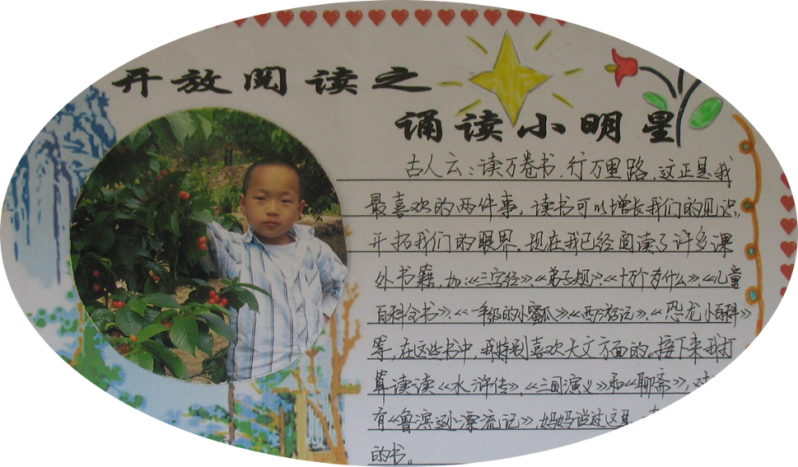 开放阅读之
诵读小明星
古人云:读万卷书,行万里路,这正是我
最喜欢的两件事,读书可以增长我们的见识,
开拓我们的眼界,现在我已经阅读了许多课
外书籍,如:《三字经》、《弟子规》、《十万个为什么》、《儿童
百科全书》、《一年级的小蜜瓜》《西游记》、《恐龙小百科》
等,在这些书中,我特别喜欢天文方面的。接下来我打
算读读《水浒传》,《三国演义》和《聊斋》,
有《鲁滨逊漂流记》妈妈说过这
的书。